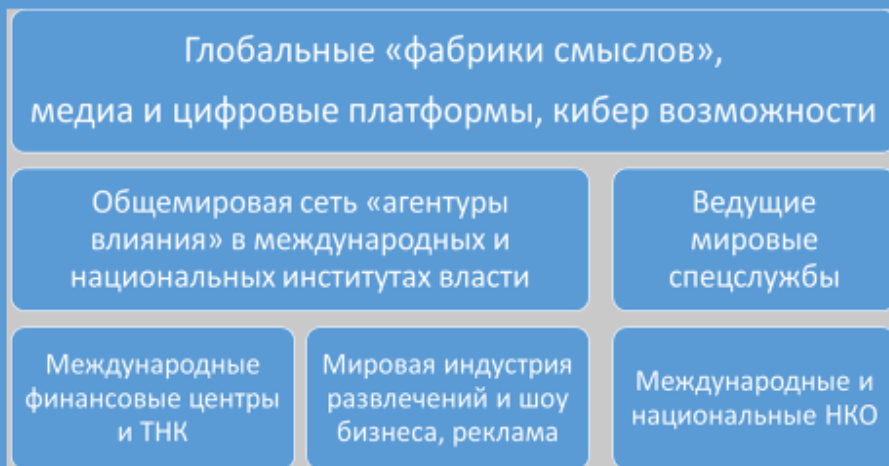 Глобальные «фабрики смыслов»,
медиа и цифровые платформы, кибер возможности
Общемировая сеть «агентуры
влияния» в международных и
национальных институтах власти
Ведущие
мировые
спецслужбы
Международные
финансовые центры
и ТНК
Мировая индустрия
развлечений и шоу
бизнеса, реклама
Международные и
национальные НКО